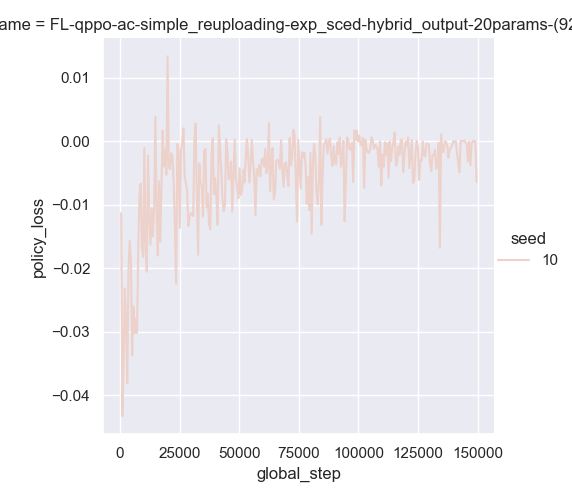 ame = FL-qppo-ac-simple_reuploading-exp_sced-hybrid_output-20params-(92
0.01
0.00
−0.01
−0.02
−0.03
−0.04
policy_loss
0 25000 50000 75000 100000 125000 150000
global_step
seed
10